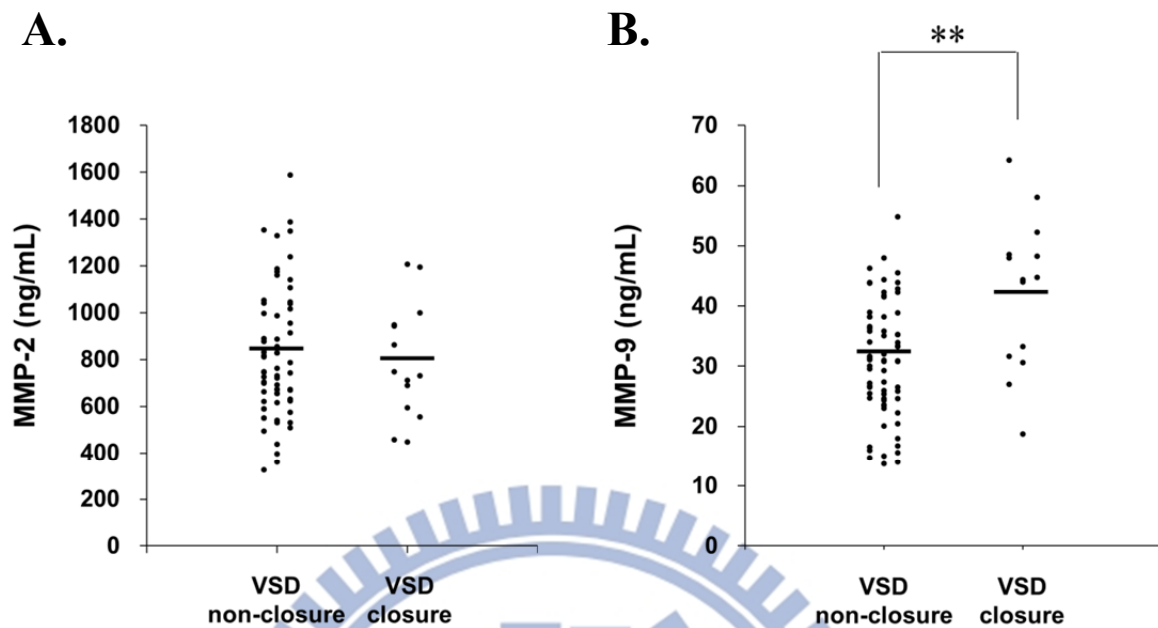 A.
B.
**
MMP-2 (ng/mL)
1800
1600
1400
1200
1000
800
600
400
200
0
VSD
non-closure
VSD
closure
MMP-9 (ng/mL)
70
60
50
40
30
20
10
0
VSD
non-closure
VSD
closure